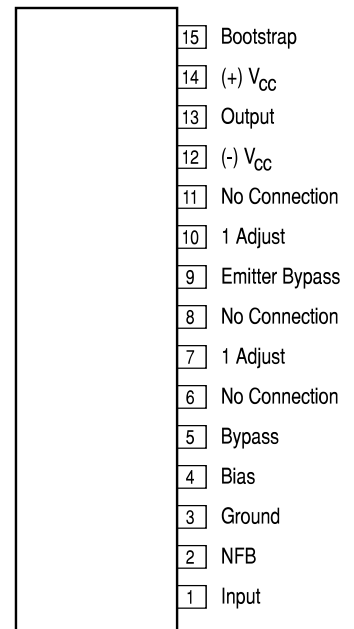 15 Bootstrap
14 (+) VCC
13 Output
12 (-) VCC
11 No Connection
10 1 Adjust
9 Emitter Bypass
8 No Connection
7 1 Adjust
6 No Connection
5 Bypass
4 Bias
3 Ground
2 NFB
1 Input